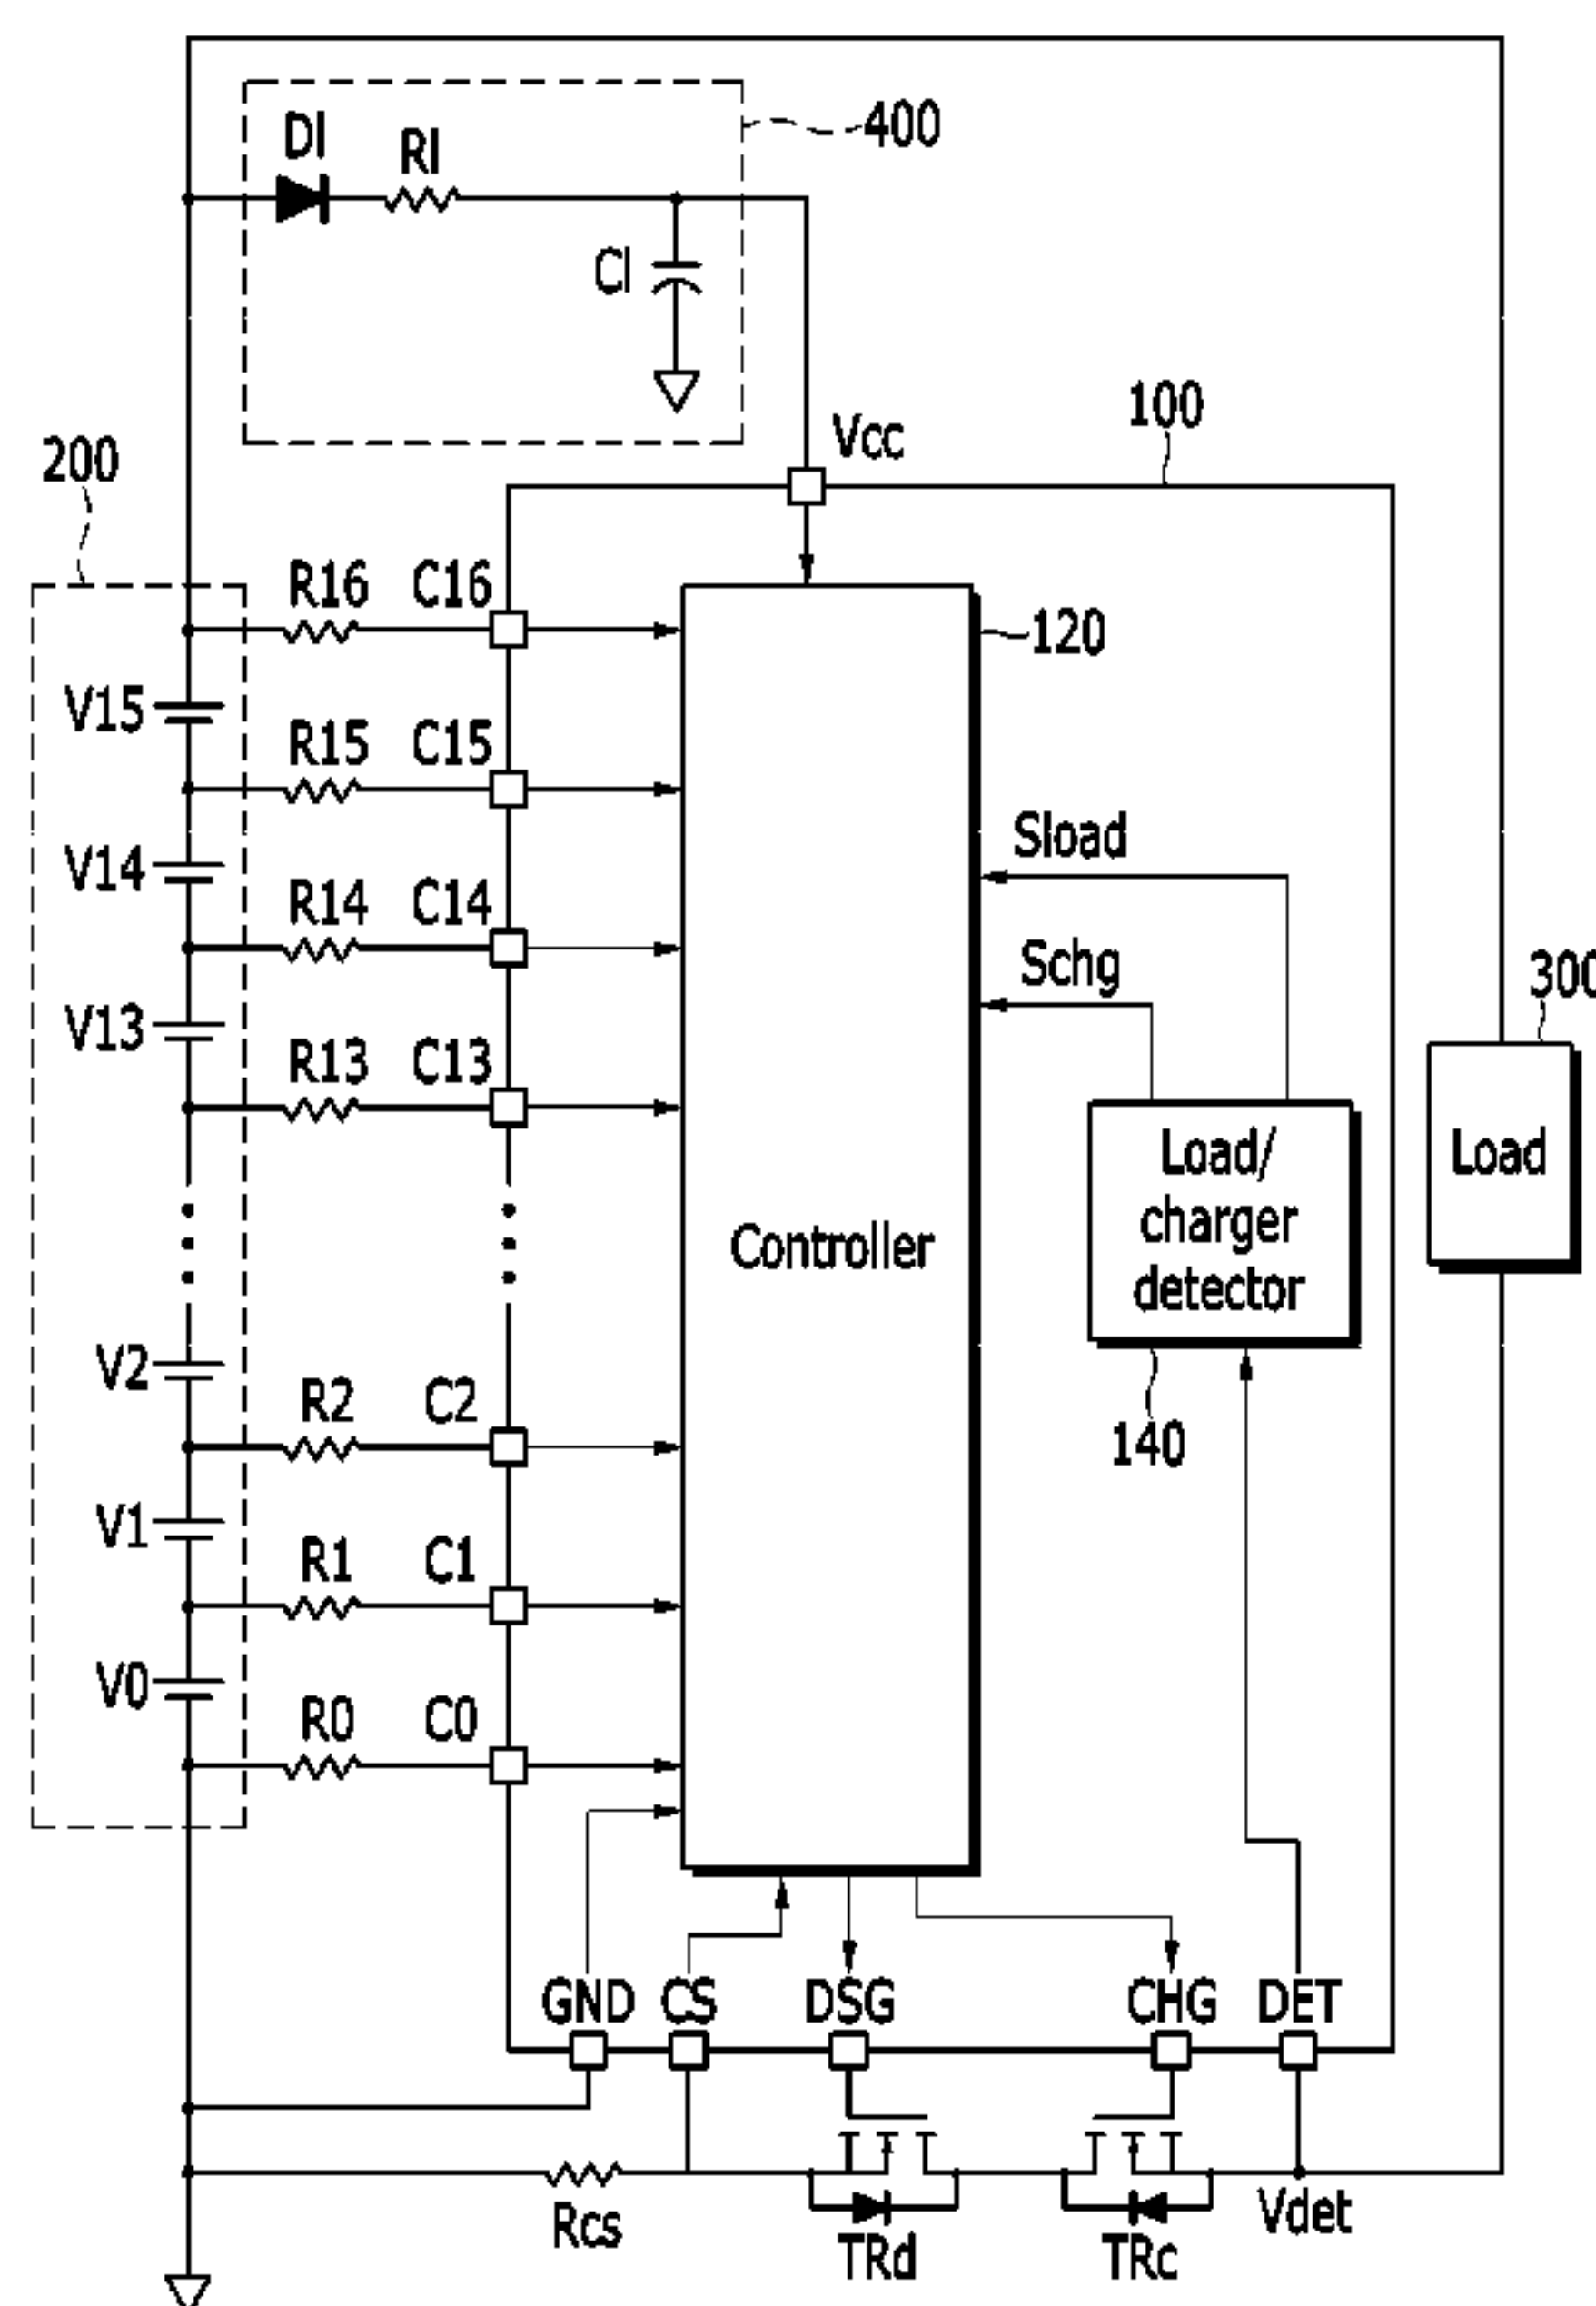 DI
RI
400
CI
Vcc
100
200
R16 C16
120
V15
R15 C15
Sload
V14
R14 C14
Schg
300
V13
R13 C13
Load/
charger
detector
Load
Controller
V2
R2 C2
140
V1
R1 C1
V0
R0 C0
GND CS DSG CHG DET
Rcs
TRd
TRc
Vdet